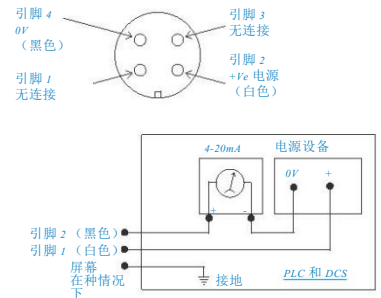 引脚 4
0V
（黑色）
引脚 3
无连接
引脚 1
无连接
引脚 2
+Ve 电源
（白色）
4-20mA
电源设备
0V
+
+
-
引脚 2（黑色）
引脚 1（白色）
屏幕
在种情况
下
接地
PLC 和 DCS